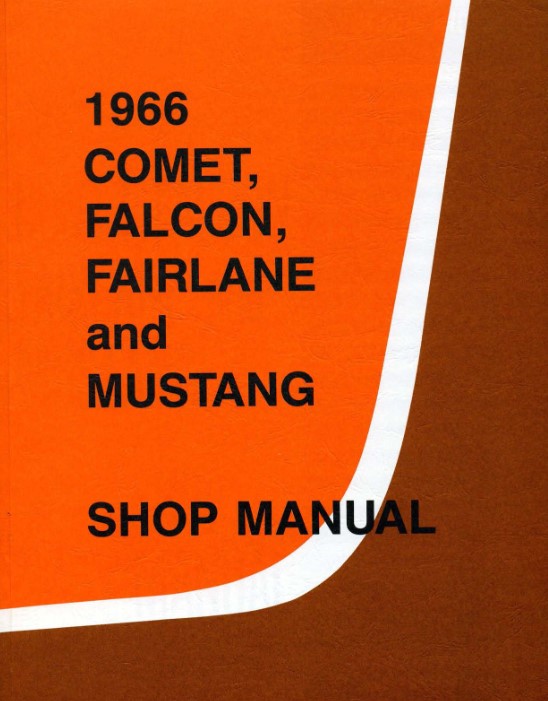 1966
COMET,
FALCON,
FAIRLANE
and
MUSTANG
SHOP MANUAL